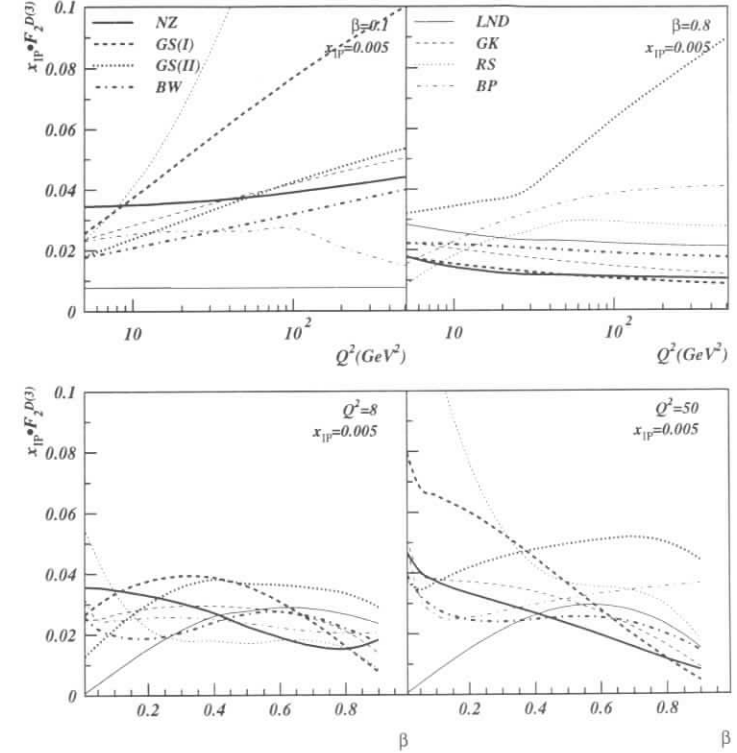 0.1
0.08
0.06
0.04
0.02
0
x_IP•F_2^D(3)
NZ
GS(I)
GS(II)
BW
β=0.1
x_IP=0.005
10
10^2
Q^2(GeV^2)
LND
GK
RS
BP
β=0.8
x_IP=0.005
10
10^2
Q^2(GeV^2)
0.1
0.08
0.06
0.04
0.02
0
x_IP•F_2^D(3)
Q^2=8
x_IP=0.005
0.2 0.4 0.6 0.8
β
Q^2=50
x_IP=0.005
0.2 0.4 0.6 0.8
β